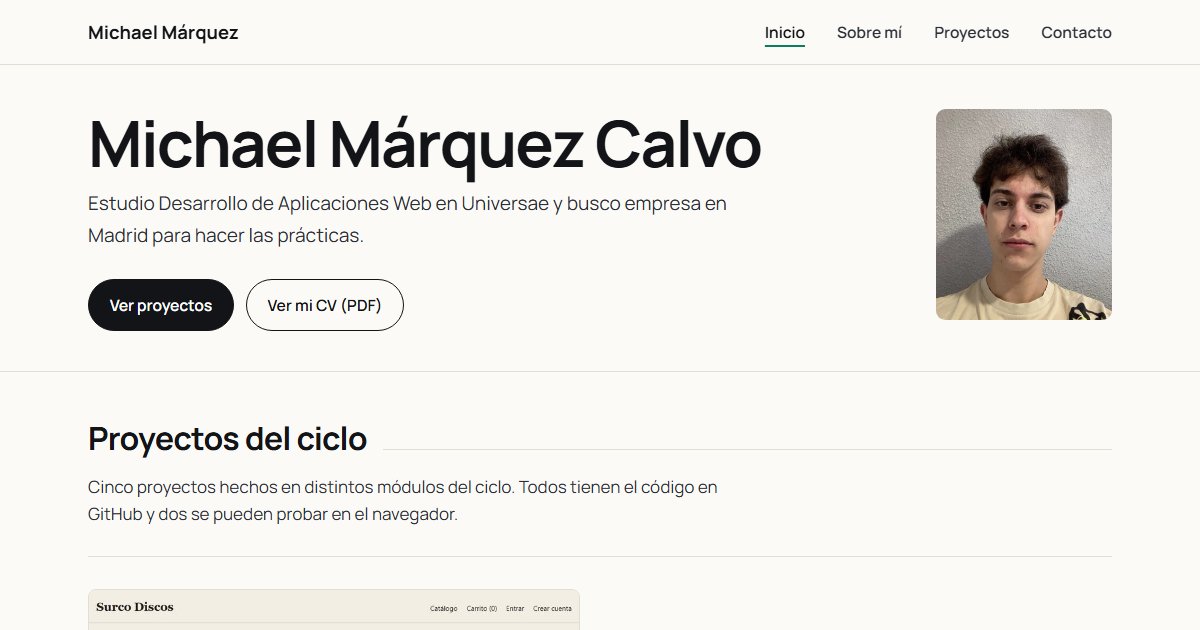 Michael Márquez
Inicio
Sobre mí
Proyectos
Contacto
Michael Márquez Calvo
Estudio Desarrollo de Aplicaciones Web en Universae y busco empresa en
Madrid para hacer las prácticas.
Ver proyectos
Ver mi CV (PDF)
Proyectos del ciclo
Cinco proyectos hechos en distintos módulos del ciclo. Todos tienen el código en
GitHub y dos se pueden probar en el navegador.
Surco Discos
Catálogo
Carrito (0)
Entrar
Crear cuenta